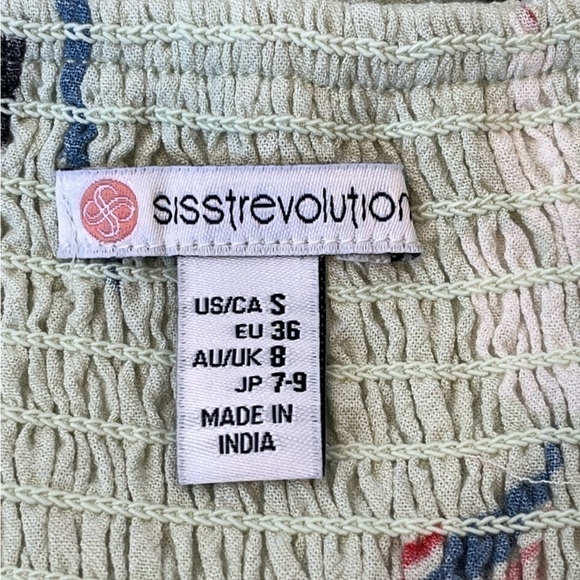 sisstrevolution
US/CA S
EU 36
AU/UK 8
JP 7-9
MADE IN
INDIA